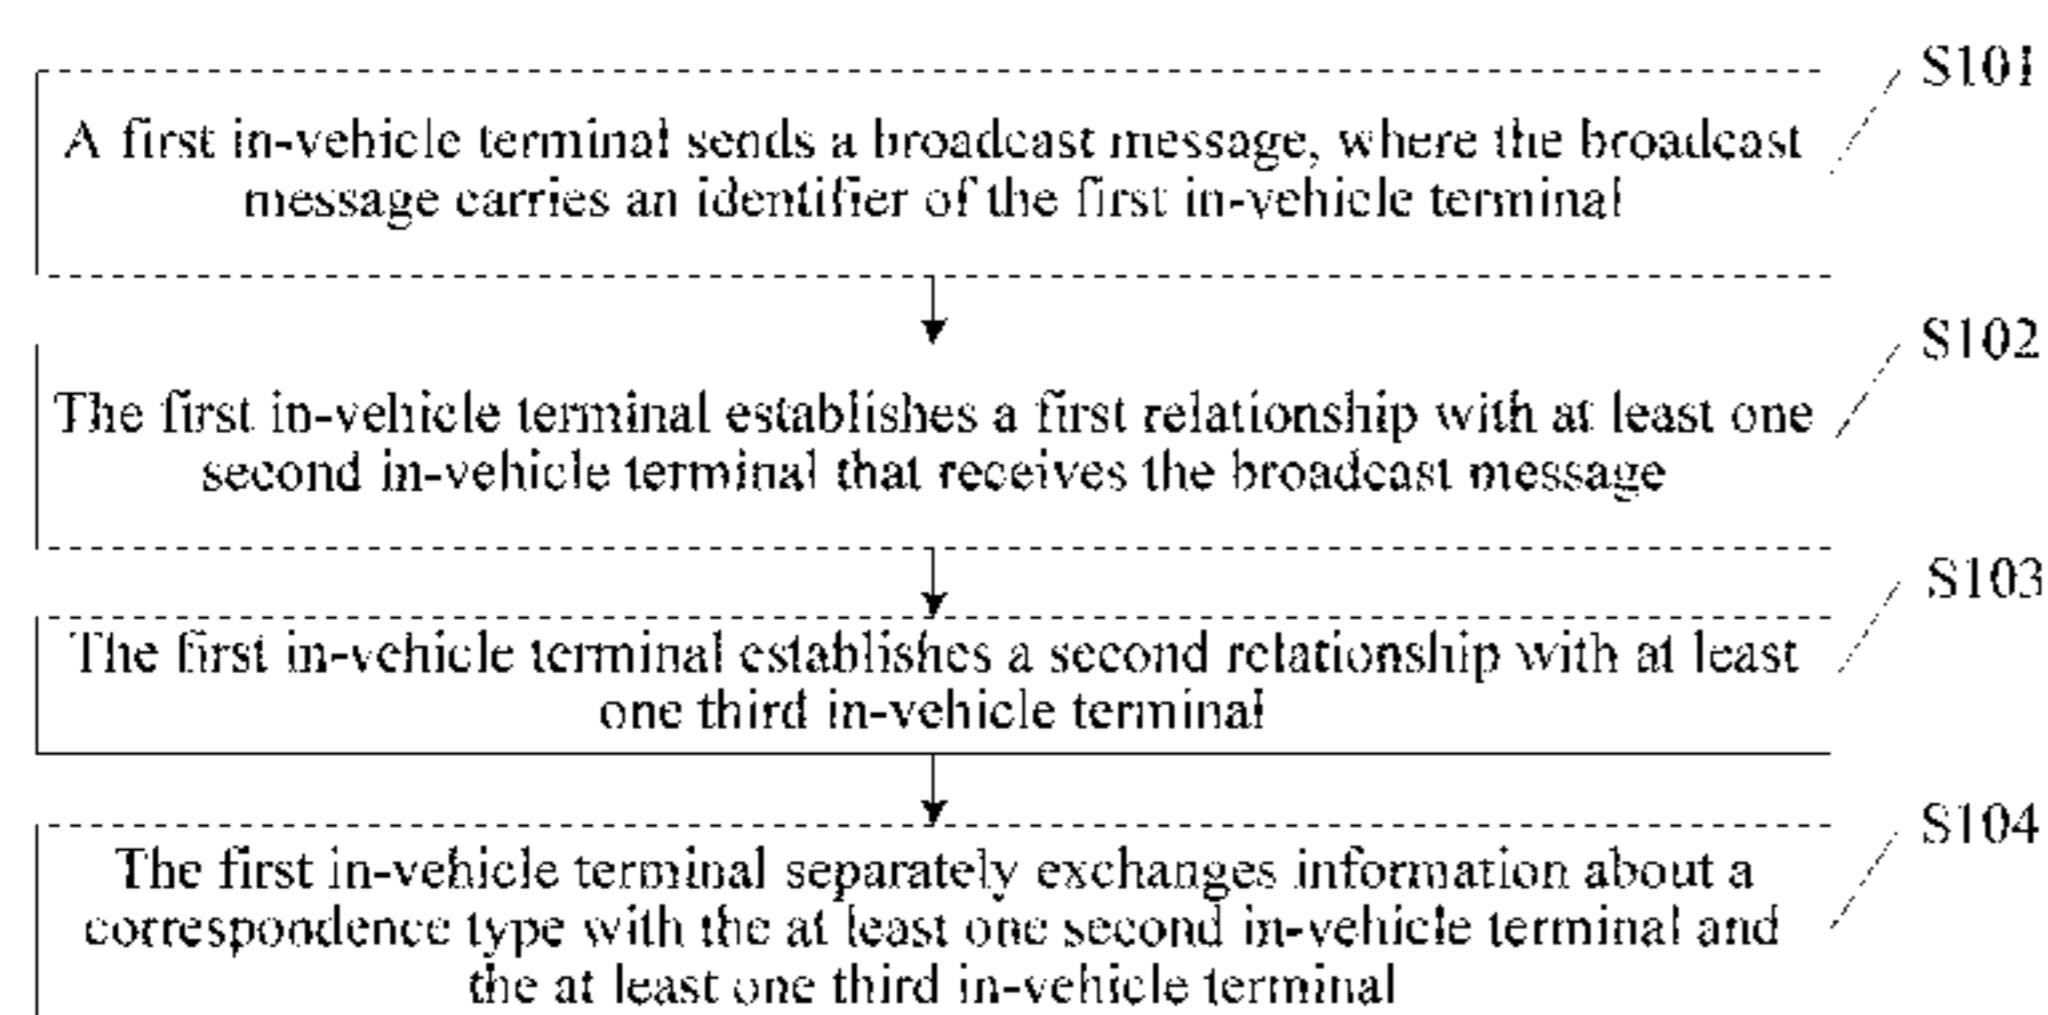 S101
A first in-vehicle terminal sends a broadcast message, where the broadcast
message carries an identifier of the first in-vehicle terminal
S102
The first in-vehicle terminal establishes a first relationship with at least one
second in-vehicle terminal that receives the broadcast message
S103
The first in-vehicle terminal establishes a second relationship with at least
one third in-vehicle terminal
S104
The first in-vehicle terminal separately exchanges information about a
correspondence type with the at least one second in-vehicle terminal and
the at least one third in-vehicle terminal